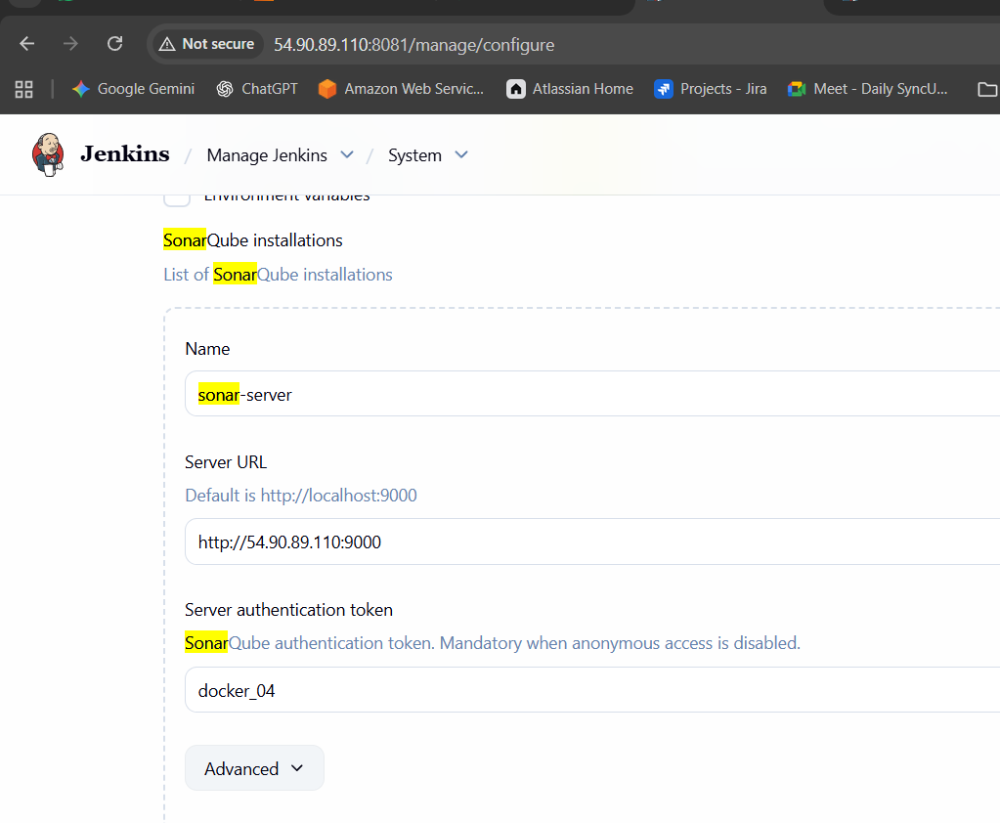 Not secure 54.90.89.110:8081/manage/configure
Google Gemini ChatGPT Amazon Web Servic... Atlassian Home Projects - Jira Meet - Daily SyncU...
Jenkins / Manage Jenkins / System
Environment variables
SonarQube installations
List of SonarQube installations
Name
sonar-server
Server URL
Default is http://localhost:9000
http://54.90.89.110:9000
Server authentication token
SonarQube authentication token. Mandatory when anonymous access is disabled.
docker_04
Advanced